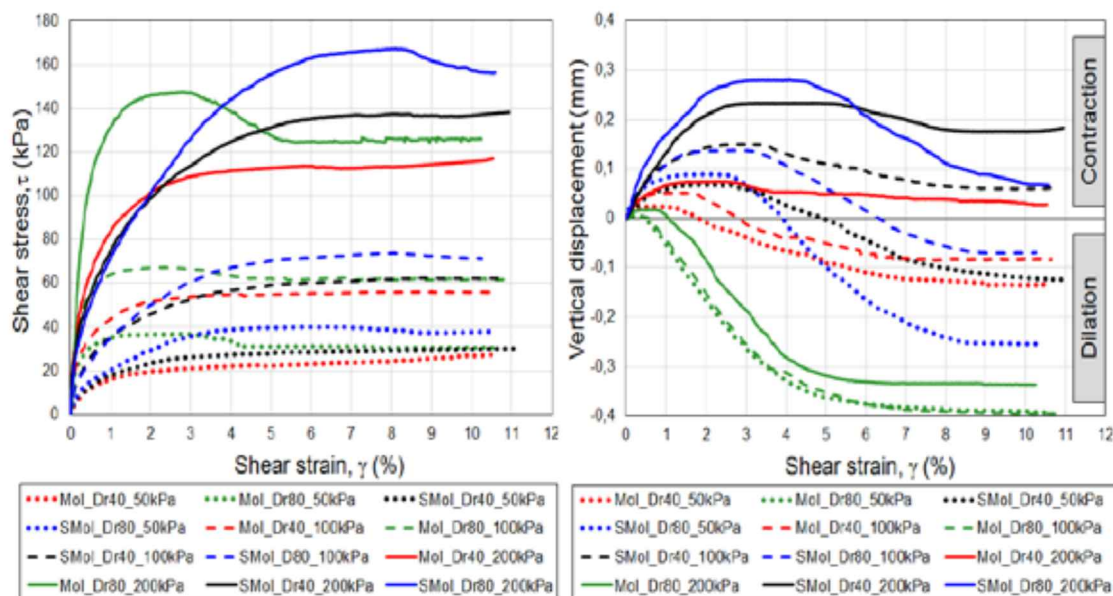 Shear stress, τ (kPa)
180
160
140
120
100
80
60
40
20
0
0 1 2 3 4 5 6 7 8 9 10 11 12
Shear strain, γ (%)
Mol_Dr40_50kPa Mol_Dr80_50kPa SMol_Dr40_50kPa
SMol_Dr80_50kPa Mol_Dr40_100kPa Mol_Dr80_100kPa
SMol_Dr40_100kPa SMol_D80_100kPa Mol_Dr40_200kPa
Mol_Dr80_200kPa SMol_Dr40_200kPa SMol_Dr80_200kPa
Vertical displacement (mm)
0,4
0,3
0,2
0,1
0
-0,1
-0,2
-0,3
-0,4
0 1 2 3 4 5 6 7 8 9 10 11 12
Shear strain, γ (%)
Contraction
Dilation
Mol_Dr40_50kPa Mol_Dr80_50kPa SMol_Dr40_50kPa
SMol_Dr80_50kPa Mol_Dr40_100kPa Mol_Dr80_100kPa
SMol_Dr40_100kPa SMol_Dr80_100kPa Mol_Dr40_200kPa
Mol_Dr80_200kPa SMol_Dr40_200kPa SMol_Dr80_200kPa